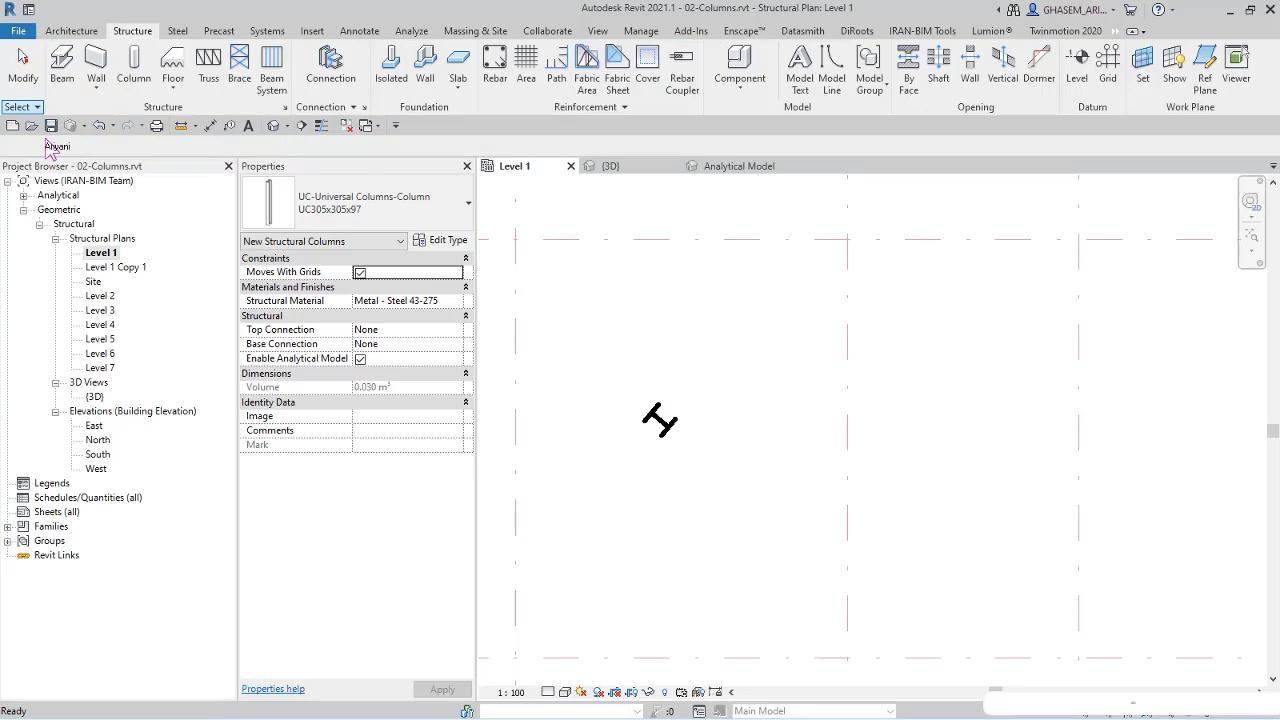 Autodesk Revit 2021.1 - 02-Columns.rvt - Structural Plan: Level 1
GHASEM_ARI...
File
Architecture
Structure
Steel
Precast
Systems
Insert
Annotate
Analyze
Massing & Site
Collaborate
View
Manage
Add-Ins
Enscape™
Datasmith
DiRoots
IRAN-BIM Tools
Lumion®
Twinmotion 2020
Modify
Beam
Wall
Column
Floor
Truss
Brace
Beam
System
Connection
Isolated
Wall
Slab
Rebar
Area
Path
Fabric
Area
Fabric
Sheet
Cover
Rebar
Coupler
Component
Model
Text
Model
Line
Model
Group
By
Face
Shaft
Wall
Vertical
Dormer
Level
Grid
Set
Show
Ref
Plane
Viewer
Select
Structure
Connection
Foundation
Reinforcement
Model
Opening
Datum
Work Plane
Project Browser - 02-Columns.rvt
Views (IRAN-BIM Team)
Analytical
Geometric
Structural
Structural Plans
Level 1
Level 1 Copy 1
Site
Level 2
Level 3
Level 4
Level 5
Level 6
Level 7
3D Views
{3D}
Elevations (Building Elevation)
East
North
South
West
Legends
Schedules/Quantities (all)
Sheets (all)
Families
Groups
Revit Links
Properties
UC-Universal Columns-Column
UC305x305x97
New Structural Columns
Edit Type
Constraints
Moves With Grids
Materials and Finishes
Structural Material Metal - Steel 43-275
Structural
Top Connection None
Base Connection None
Enable Analytical Model
Dimensions
Volume 0.030 m³
Identity Data
Image
Comments
Mark
Properties help
Apply
Level 1
{3D}
Analytical Model
2D
1 : 100
Ready
:0
Main Model